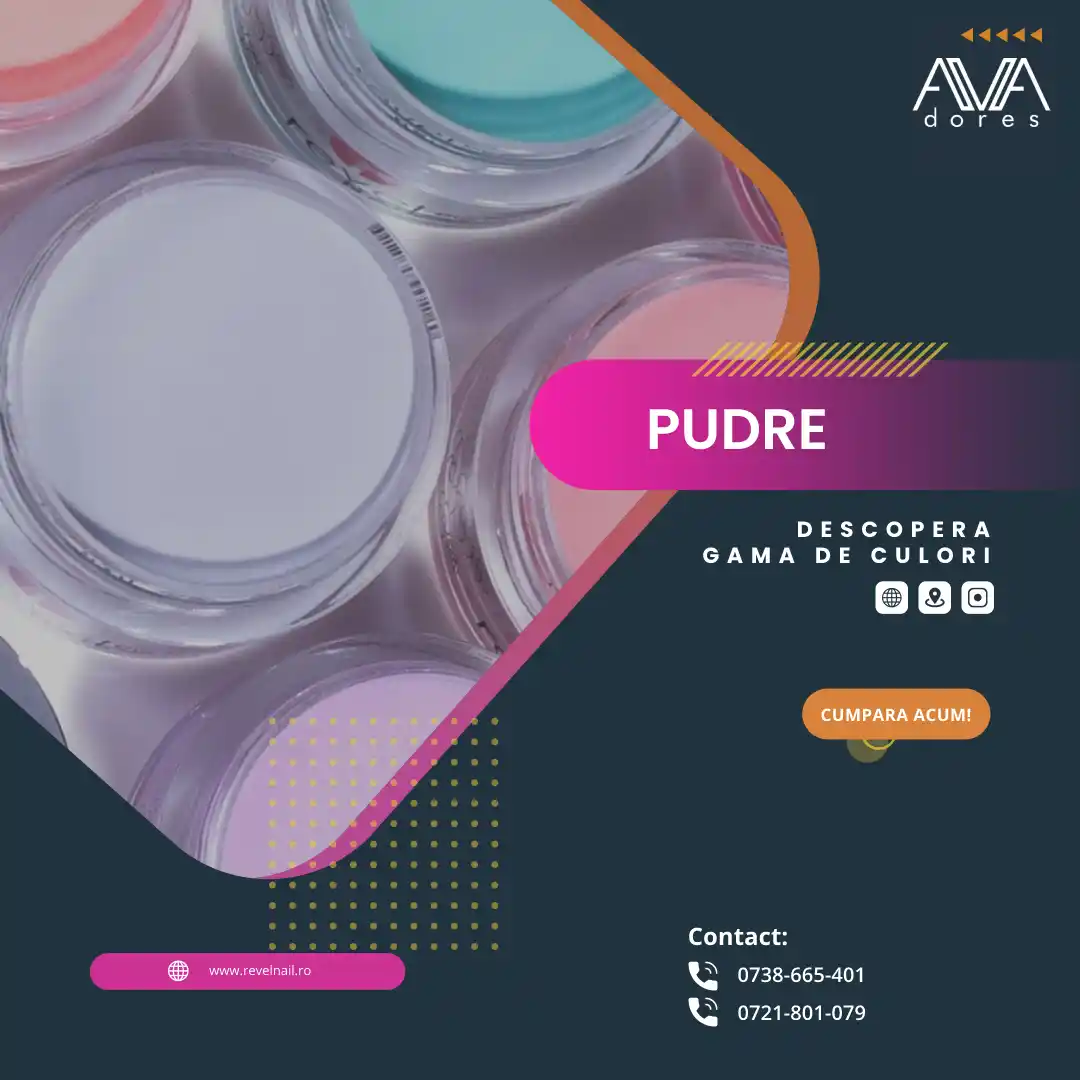 AVA
dores
PUDRE
DESCOPERA
GAMA DE CULORI
CUMPARA ACUM!
www.revelnail.ro
Contact:
0738-665-401
0721-801-079